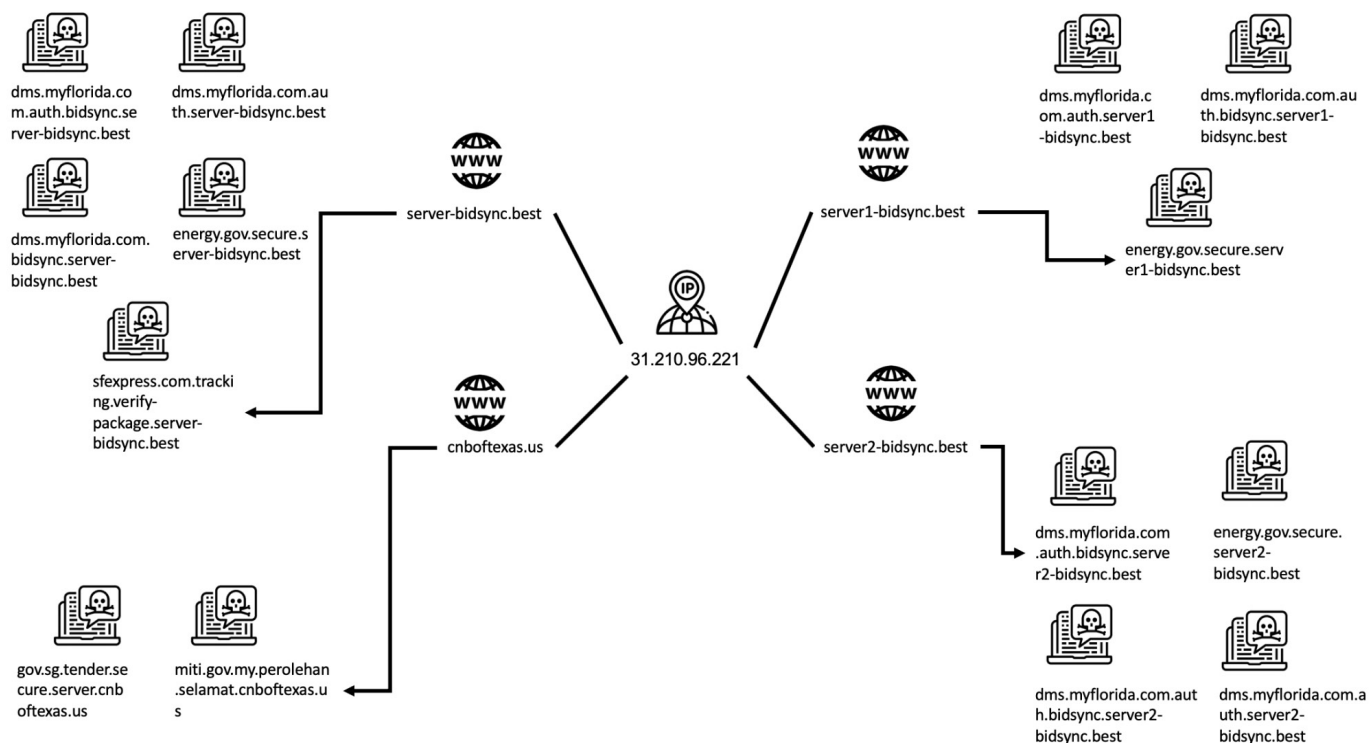 dms.myflorida.co
m.auth.bidsync.se
rver-bidsync.best
dms.myflorida.com.au
th.server-bidsync.best
dms.myflorida.com.
bidsync.server-
bidsync.best
energy.gov.secure.s
erver-bidsync.best
sfexpress.com.tracki
ng.verify-
package.server-
bidsync.best
WWW
server-bidsync.best
WWW
cnboftexas.us
gov.sg.tender.se
cure.server.cnb
oftexas.us
miti.gov.my.perolehan
.selamat.cnboftexas.u
s
IP
31.210.96.221
WWW
server1-bidsync.best
dms.myflorida.c
om.auth.server1
-bidsync.best
dms.myflorida.com.au
th.bidsync.server1-
bidsync.best
energy.gov.secure.serv
er1-bidsync.best
WWW
server2-bidsync.best
dms.myflorida.com
.auth.bidsync.serve
r2-bidsync.best
energy.gov.secure.
server2-
bidsync.best
dms.myflorida.com.aut
h.bidsync.server2-
bidsync.best
dms.myflorida.com.a
uth.server2-
bidsync.best